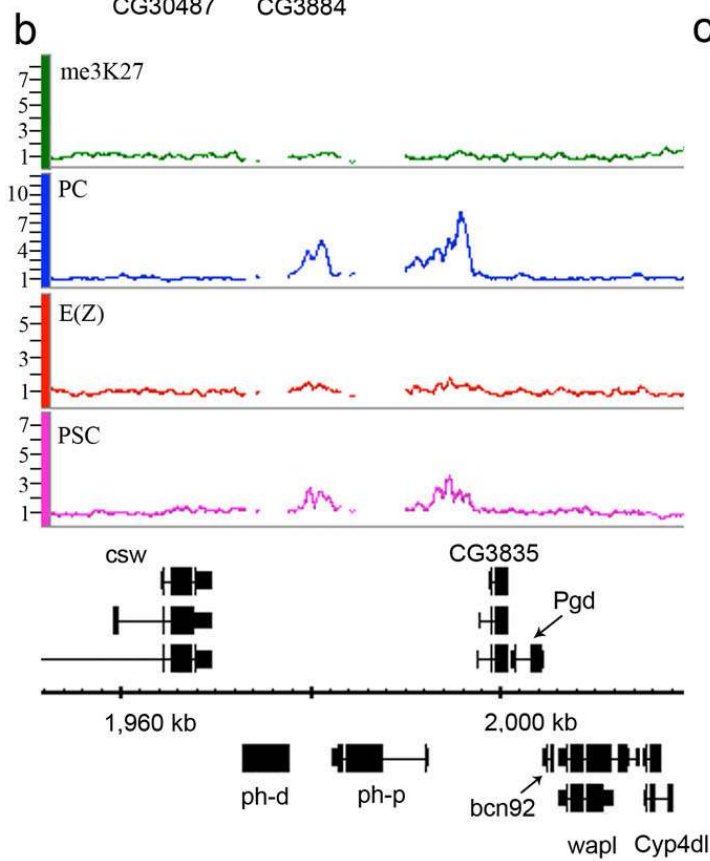 CG30487 CG3884
b c
me3K27
7
5
3
1
PC
10
7
4
1
E(Z)
5
3
1
PSC
7
5
3
1
csw CG3835
Pgd
1,960 kb 2,000 kb
ph-d ph-p bcn92
wapl Cyp4dl